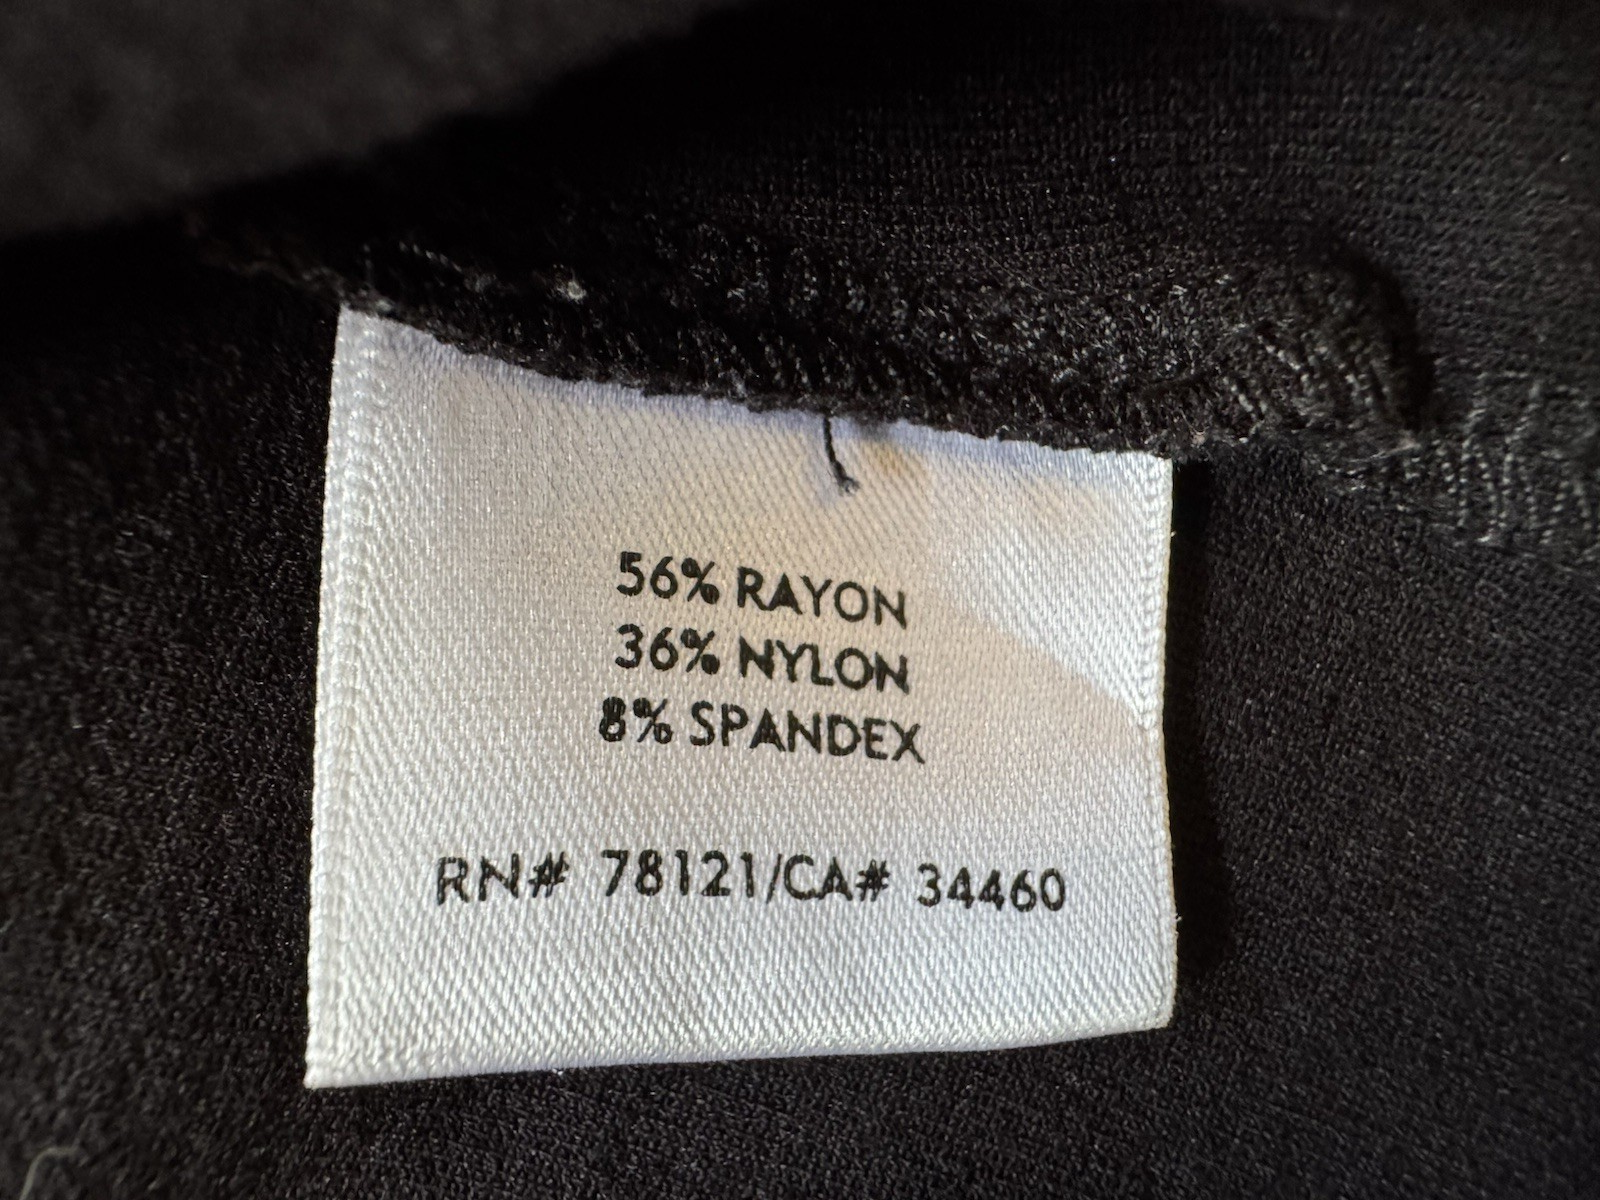 56% RAYON
36% NYLON
8% SPANDEX
RN# 78121/CA# 34460